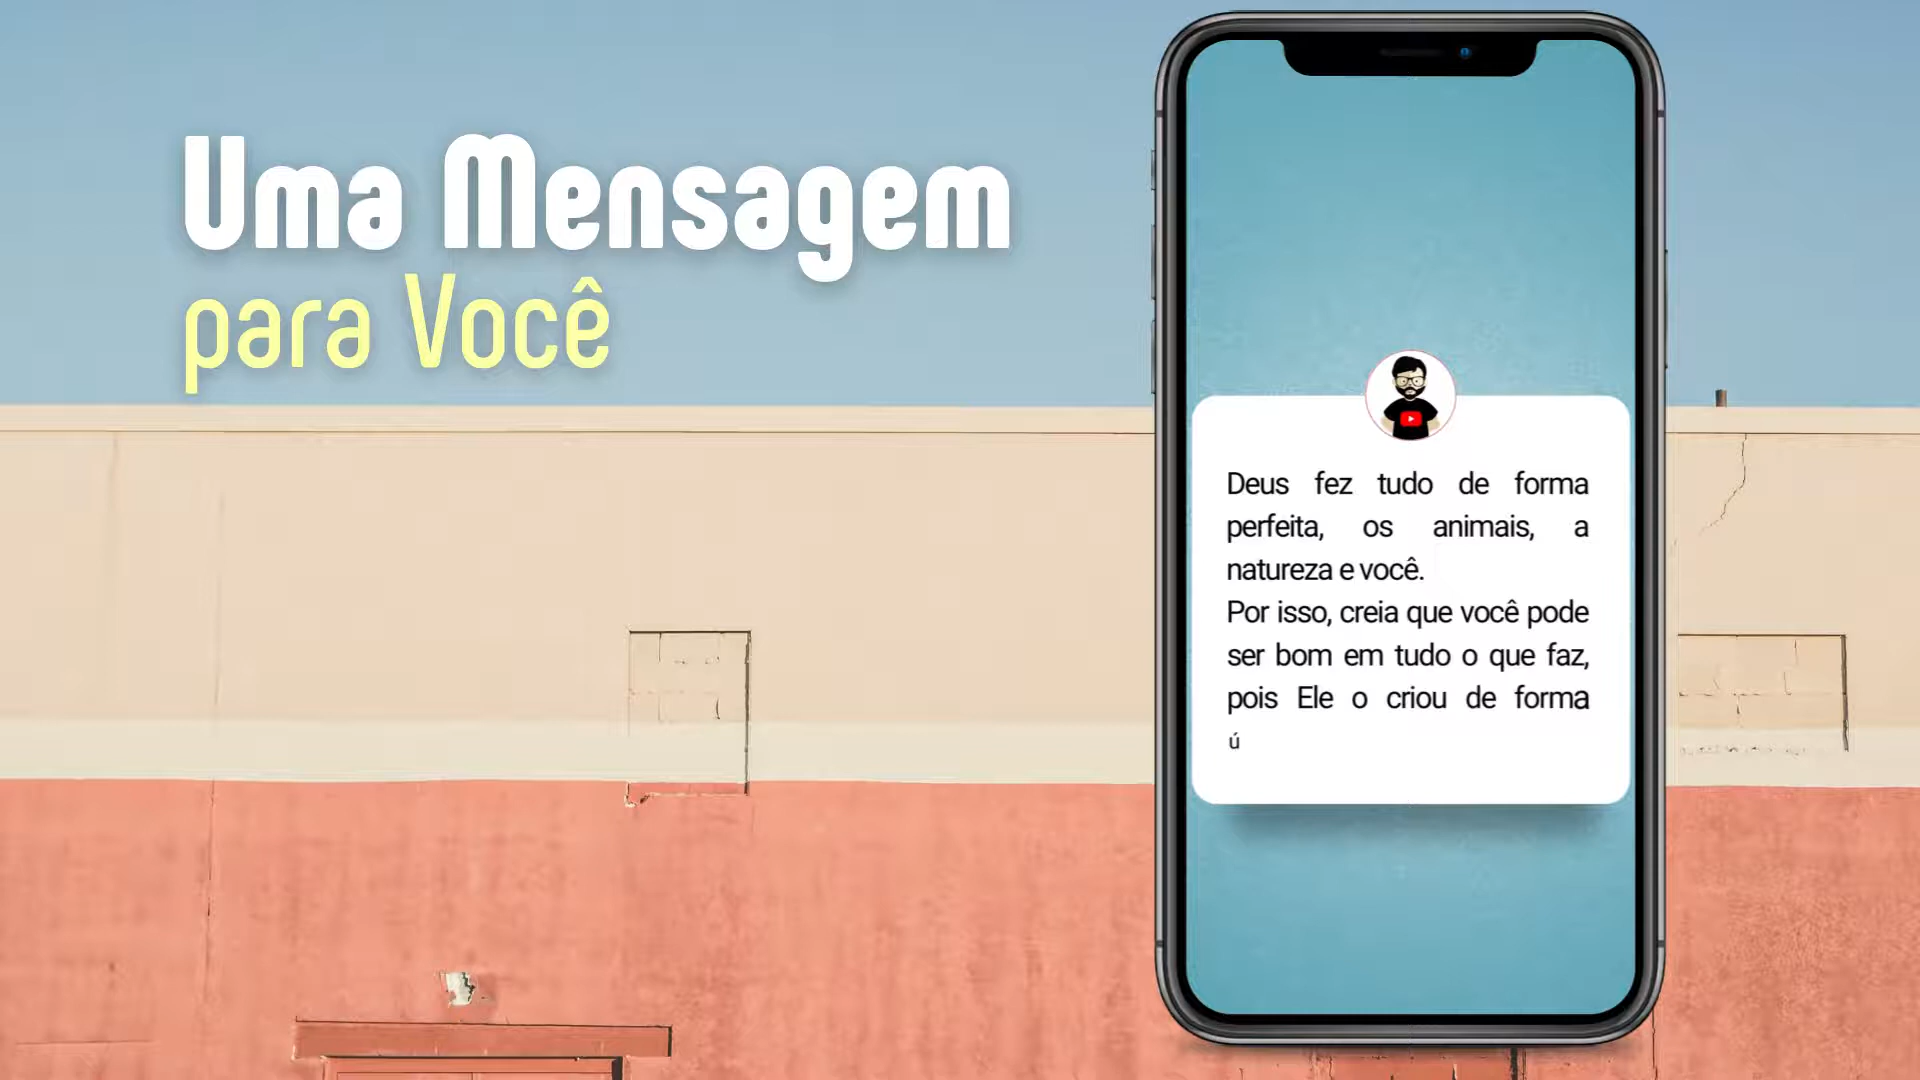 Uma Mensagem
para Você
Deus fez tudo de forma
perfeita, os animais, a
natureza e você.
Por isso, creia que você pode
ser bom em tudo o que faz,
pois Ele o criou de forma
ú